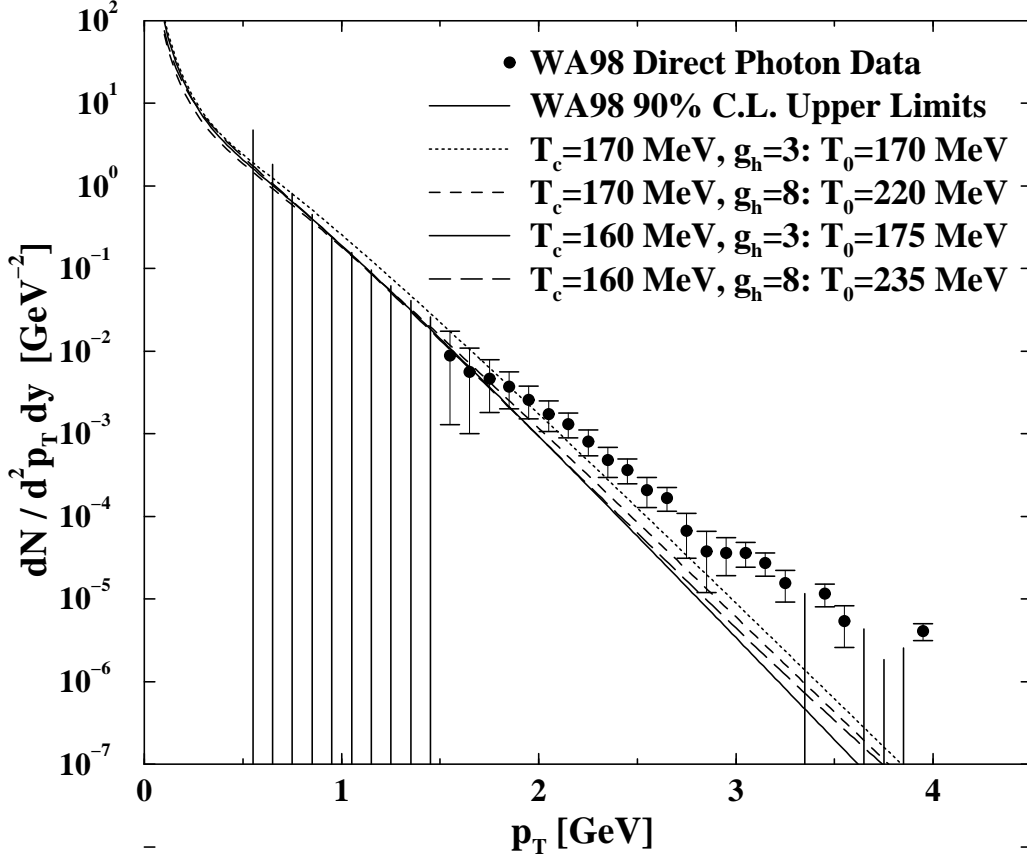 10²
10¹
10⁰
10⁻¹
10⁻²
10⁻³
10⁻⁴
10⁻⁵
10⁻⁶
10⁻⁷
dN / d²p_T dy [GeV⁻²]
WA98 Direct Photon Data
WA98 90% C.L. Upper Limits
T_c=170 MeV, g_h=3: T_0=170 MeV
T_c=170 MeV, g_h=8: T_0=220 MeV
T_c=160 MeV, g_h=3: T_0=175 MeV
T_c=160 MeV, g_h=8: T_0=235 MeV
0 1 2 3 4
p_T [GeV]